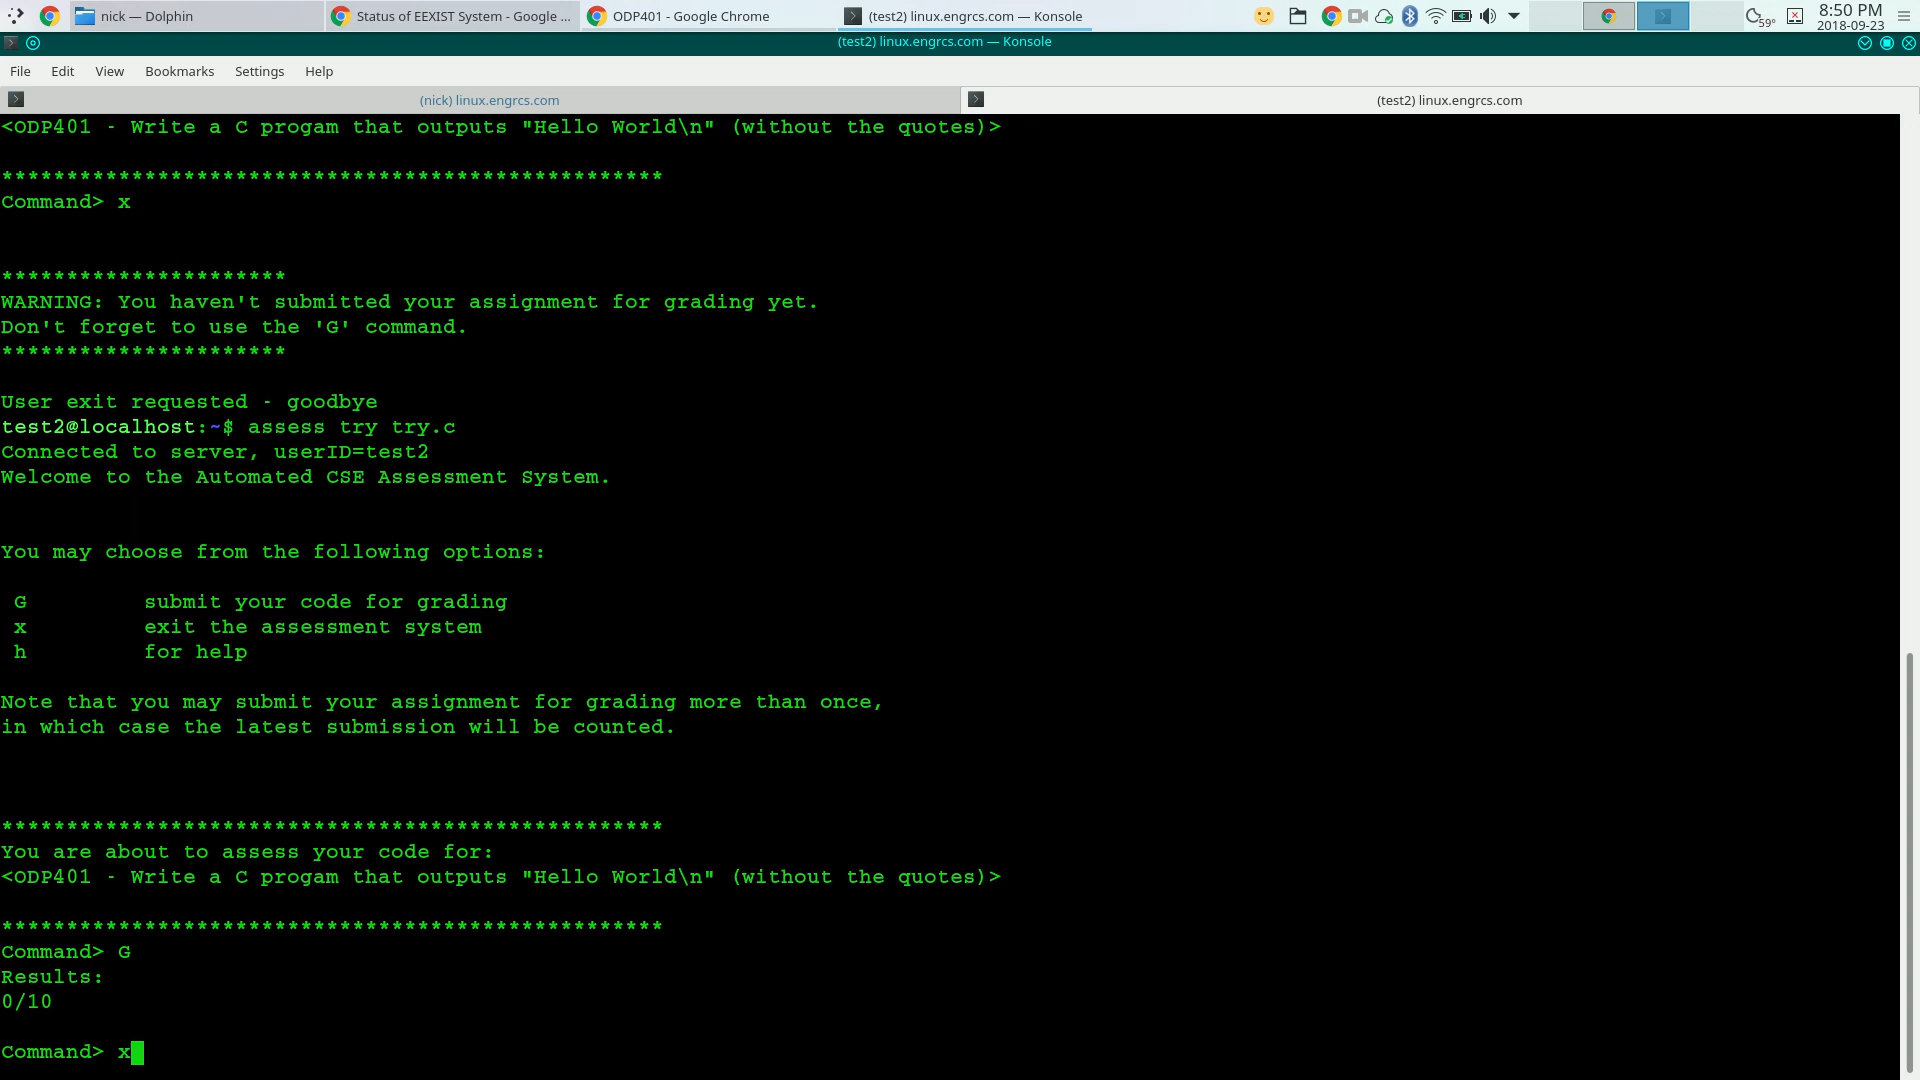 nick — Dolphin
Status of EEXIST System - Google ...
ODP401 - Google Chrome
(test2) linux.engrcs.com — Konsole
59°
8:50 PM
2018-09-23
(test2) linux.engrcs.com — Konsole
File Edit View Bookmarks Settings Help
(nick) linux.engrcs.com
(test2) linux.engrcs.com
<ODP401 - Write a C progam that outputs "Hello World\n" (without the quotes)>
***************************************************
Command> x
**********************
WARNING: You haven't submitted your assignment for grading yet.
Don't forget to use the 'G' command.
**********************
User exit requested - goodbye
test2@localhost:~$ assess try try.c
Connected to server, userID=test2
Welcome to the Automated CSE Assessment System.
You may choose from the following options:
G submit your code for grading
x exit the assessment system
h for help
Note that you may submit your assignment for grading more than once,
in which case the latest submission will be counted.
***************************************************
You are about to assess your code for:
<ODP401 - Write a C progam that outputs "Hello World\n" (without the quotes)>
***************************************************
Command> G
Results:
0/10
Command> x